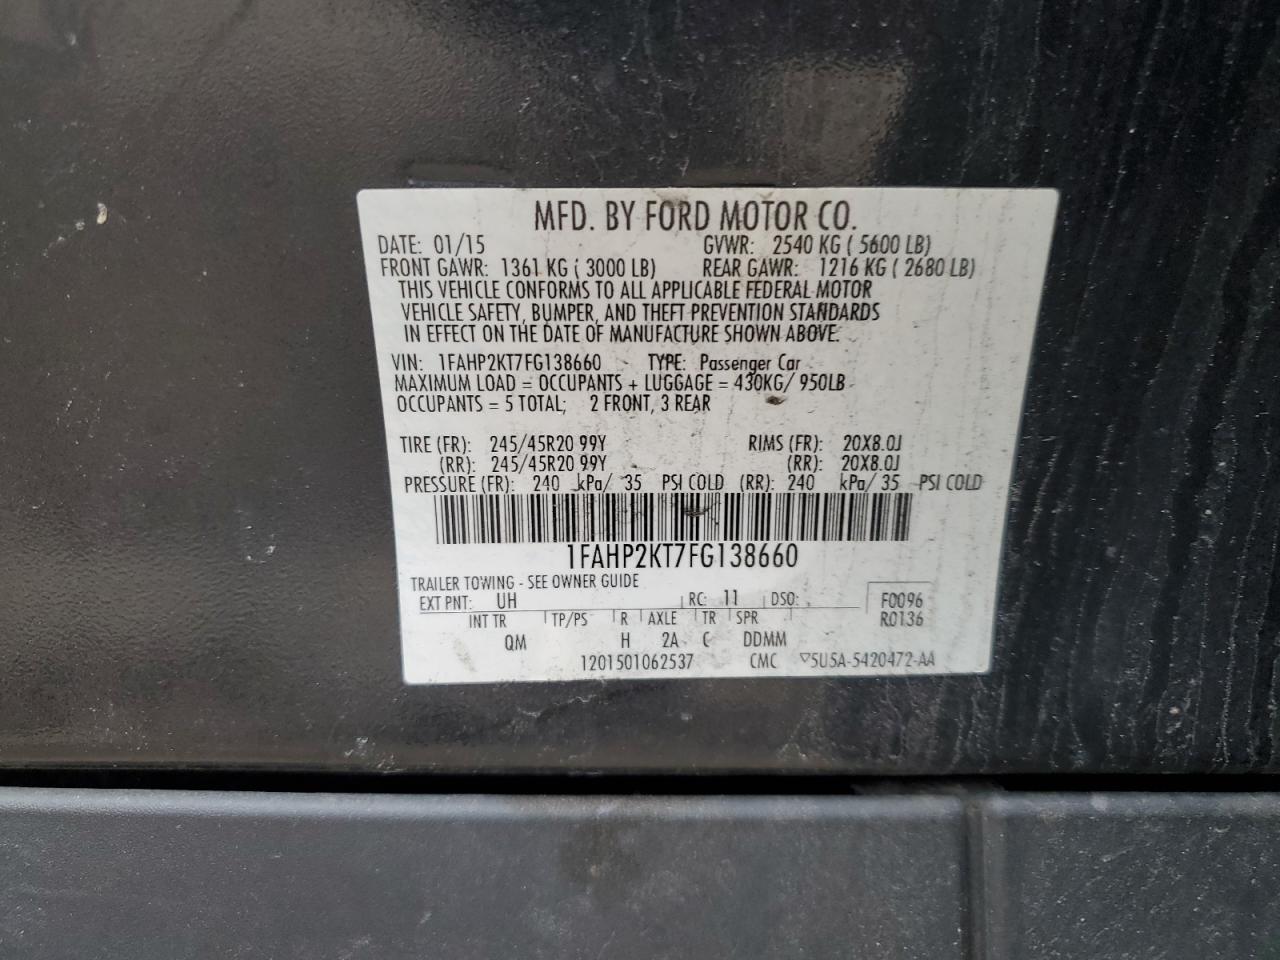 MFD. BY FORD MOTOR CO.
DATE: 01/15 GVWR: 2540 KG ( 5600 LB)
FRONT GAWR: 1361 KG ( 3000 LB) REAR GAWR: 1216 KG ( 2680 LB)
THIS VEHICLE CONFORMS TO ALL APPLICABLE FEDERAL MOTOR
VEHICLE SAFETY, BUMPER, AND THEFT PREVENTION STANDARDS
IN EFFECT ON THE DATE OF MANUFACTURE SHOWN ABOVE.
VIN: 1FAHP2KT7FG138660 TYPE: Passenger Car
MAXIMUM LOAD = OCCUPANTS + LUGGAGE = 430KG/ 950LB
OCCUPANTS = 5 TOTAL; 2 FRONT, 3 REAR
TIRE (FR): 245/45R20 99Y RIMS (FR): 20X8.0J
(RR): 245/45R20 99Y (RR): 20X8.0J
PRESSURE (FR): 240 kPa/ 35 PSI COLD (RR): 240 kPa/ 35 PSI COLD
1FAHP2KT7FG138660
TRAILER TOWING - SEE OWNER GUIDE
EXT PNT: UH RC: 11 DSO: F0096
INT TR TP/PS R AXLE TR SPR R0136
QM H 2A C DDMM
1201501062537 CMC ▽5U5A-5420472-AA